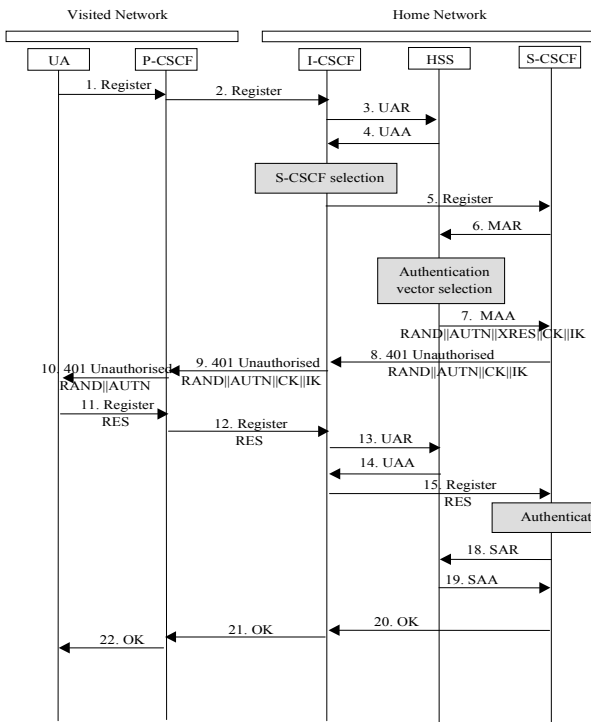 Visited Network
Home Network
UA
P-CSCF
I-CSCF
HSS
S-CSCF
1. Register
2. Register
3. UAR
4. UAA
S-CSCF selection
5. Register
6. MAR
Authentication
vector selection
7. MAA
RAND||AUTN||XRES||CK||IK
8. 401 Unauthorised
RAND||AUTN||CK||IK
9. 401 Unauthorised
RAND||AUTN||CK||IK
10. 401 Unauthorised
RAND||AUTN
11. Register
RES
12. Register
RES
13. UAR
14. UAA
15. Register
RES
Authenticat
18. SAR
19. SAA
20. OK
21. OK
22. OK